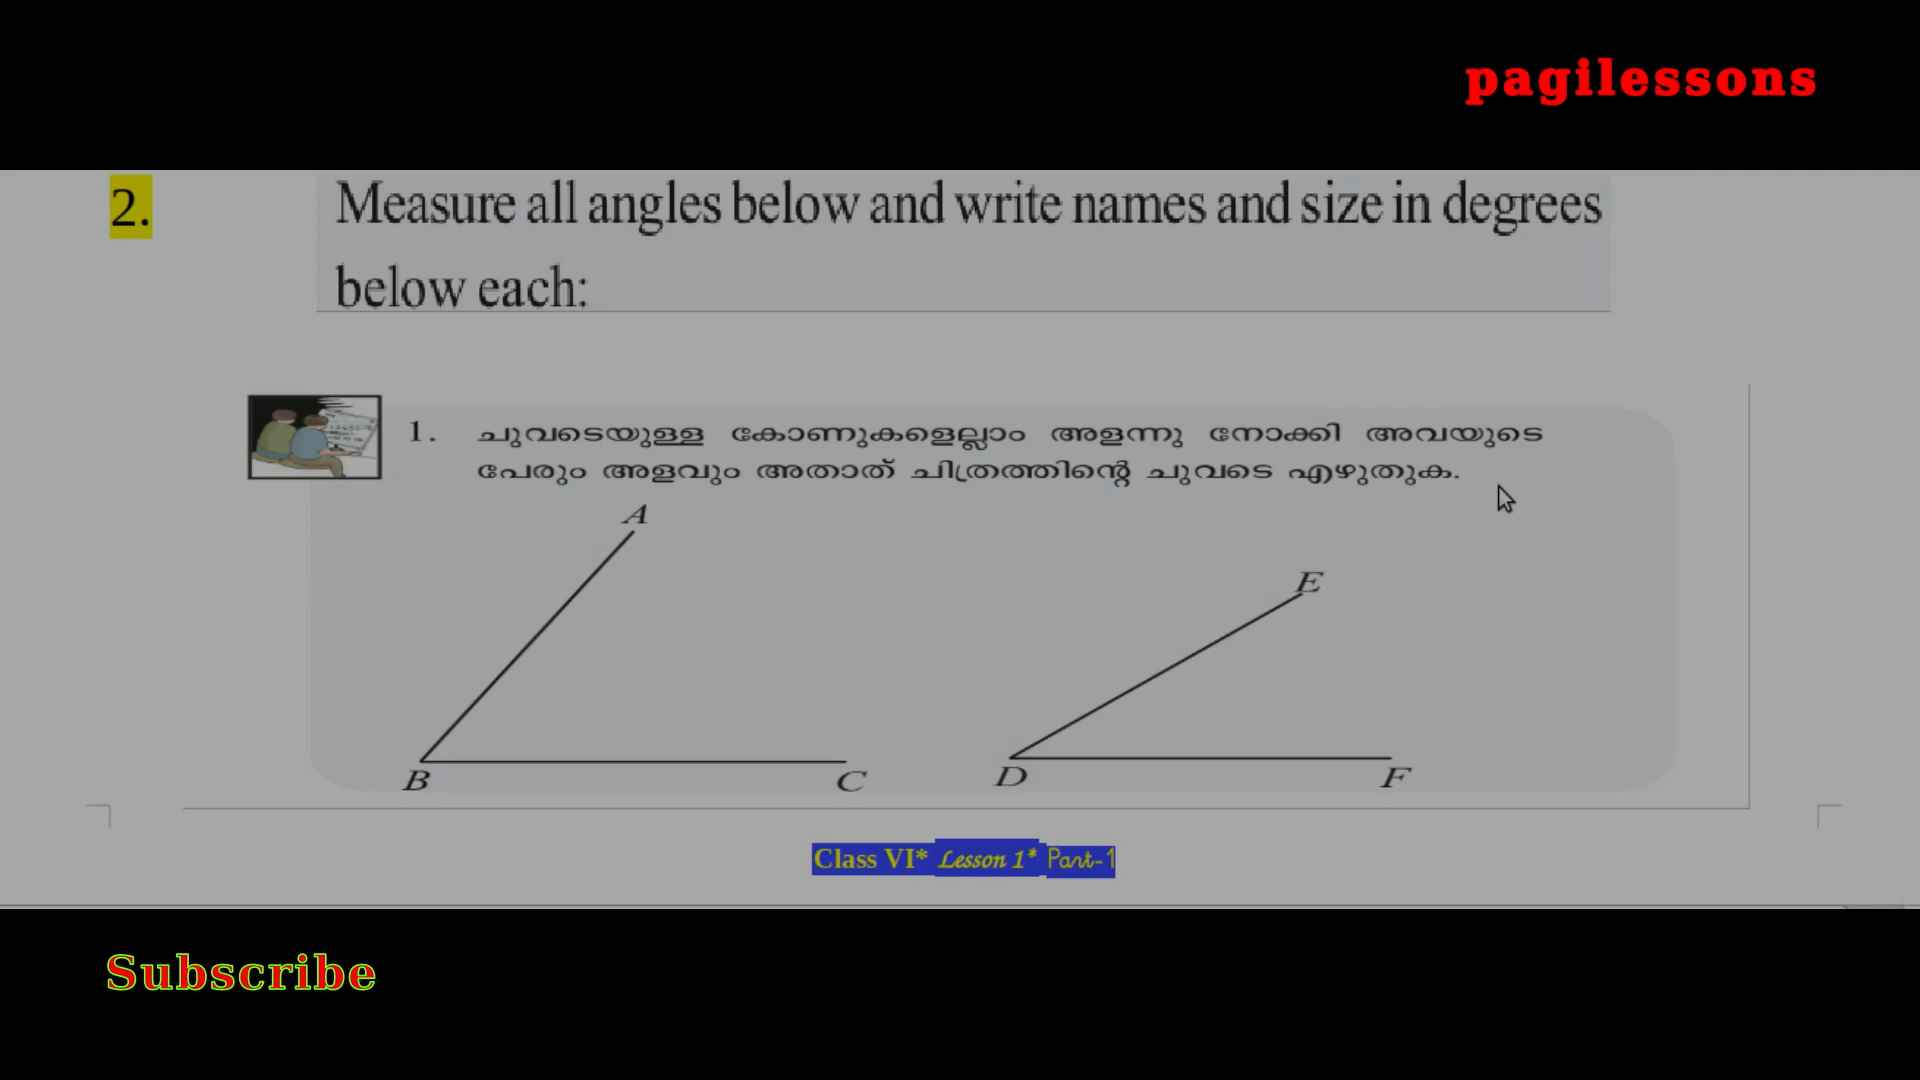 pagilessons
2.
Measure all angles below and write names and size in degrees
below each:
1. ചുവടെയുള്ള കോണുകളെല്ലാം അളന്നു നോക്കി അവയുടെ
പേരും അളവും അതാത് ചിത്രത്തിന്റെ ചുവടെ എഴുതുക.
A
E
B
C
D
F
Class VI* Lesson 1* Part-1
Subscribe